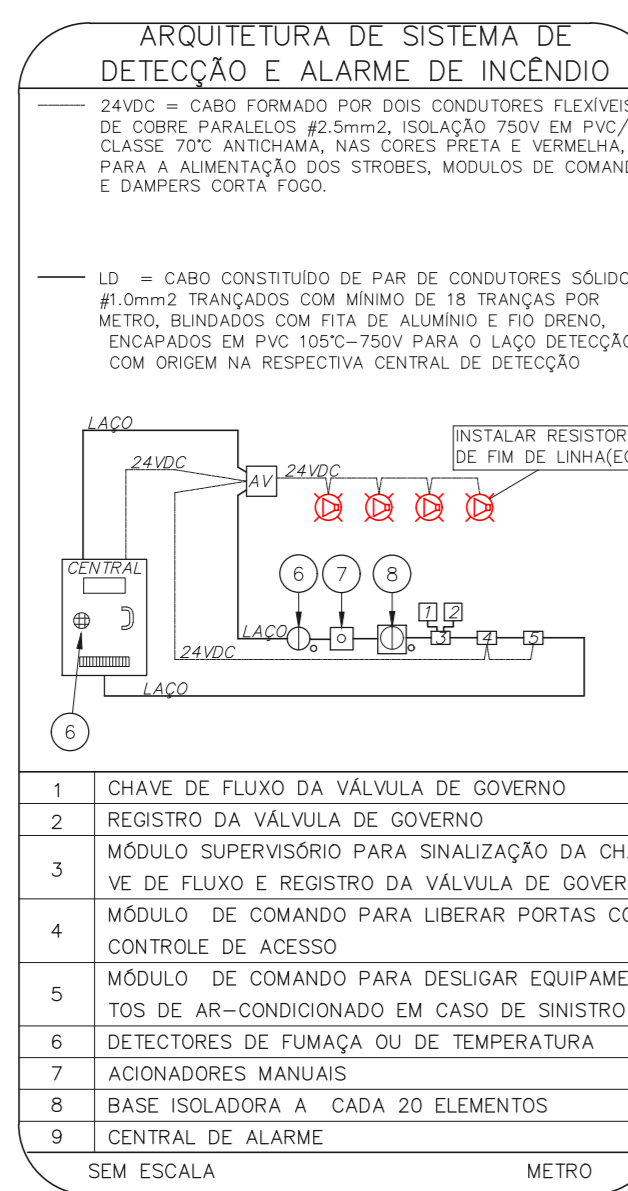 ARQUITETURA DE SISTEMA DE
DETECÇÃO E ALARME DE INCÊNDIO
24VDC = CABO FORMADO POR DOIS CONDUTORES FLEXÍVEIS
DE COBRE PARALELOS #2.5mm2, ISOLAÇÃO 750V EM PVC/
CLASSE 70°C ANTICHAMA, NAS CORES PRETA E VERMELHA,
PARA A ALIMENTAÇÃO DOS STROBES, MODULOS DE COMAND
E DAMPERS CORTA FOGO.
LD = CABO CONSTITUÍDO DE PAR DE CONDUTORES SÓLIDO
#1.0mm2 TRANÇADOS COM MÍNIMO DE 18 TRANÇAS POR
METRO, BLINDADOS COM FITA DE ALUMÍNIO E FIO DRENO,
ENCAPADOS EM PVC 105°C-750V PARA O LAÇO DETECÇÃO
COM ORIGEM NA RESPECTIVA CENTRAL DE DETECÇÃO
LAÇO
INSTALAR RESISTOR
DE FIM DE LINHA(EO
24VDC
24VDC
AV
CENTRAL
6
7
8
1
2
LAÇO
3
4
5
24VDC
LAÇO
6
1 CHAVE DE FLUXO DA VÁLVULA DE GOVERNO
2 REGISTRO DA VÁLVULA DE GOVERNO
3 MÓDULO SUPERVISÓRIO PARA SINALIZAÇÃO DA CHA
VE DE FLUXO E REGISTRO DA VÁLVULA DE GOVER
4 MÓDULO DE COMANDO PARA LIBERAR PORTAS CO
CONTROLE DE ACESSO
5 MÓDULO DE COMANDO PARA DESLIGAR EQUIPAME
TOS DE AR-CONDICIONADO EM CASO DE SINISTRO
6 DETECTORES DE FUMAÇA OU DE TEMPERATURA
7 ACIONADORES MANUAIS
8 BASE ISOLADORA A CADA 20 ELEMENTOS
9 CENTRAL DE ALARME
SEM ESCALA METRO